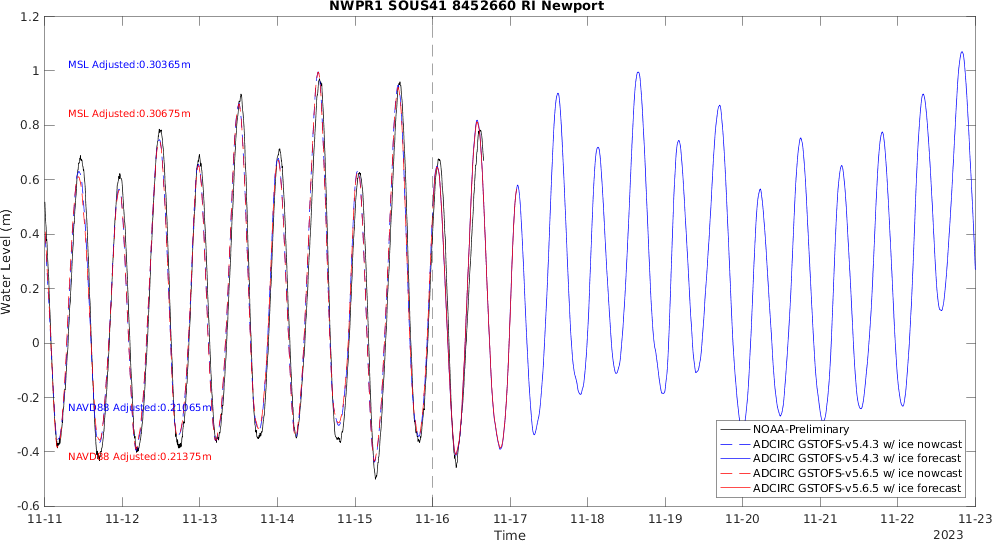 NWPR1 SOUS41 8452660 RI Newport
1.2
1
0.8
0.6
0.4
0.2
0
-0.2
-0.4
-0.6
Water Level (m)
MSL Adjusted:0.30365m
MSL Adjusted:0.30675m
NAVD88 Adjusted:0.21065m
NAVD88 Adjusted:0.21375m
NOAA-Preliminary
ADCIRC GSTOFS-v5.4.3 w/ ice nowcast
ADCIRC GSTOFS-v5.4.3 w/ ice forecast
ADCIRC GSTOFS-v5.6.5 w/ ice nowcast
ADCIRC GSTOFS-v5.6.5 w/ ice forecast
11-11 11-12 11-13 11-14 11-15 11-16 11-17 11-18 11-19 11-20 11-21 11-22 11-23
Time
2023